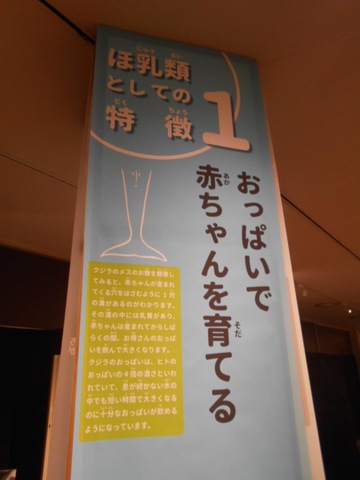 ほ乳類
としての
特徴1
おっぱいで
赤ちゃんを育てる
クジラのメスのお腹を観察し
てみると、赤ちゃんが産まれ
てくる穴をはさむように1対
の溝があるのがわかります。
その溝の中には乳首があり、
赤ちゃんは産まれてからしば
らくの間、お母さんのおっぱ
いを飲んで大きくなります。
クジラのおっぱいは、ヒトの
おっぱいの4倍の濃さといわ
れていて、息が続かない水の
中でも短い時間で大きくなる
のに十分なおっぱいが飲める
ようになっています。